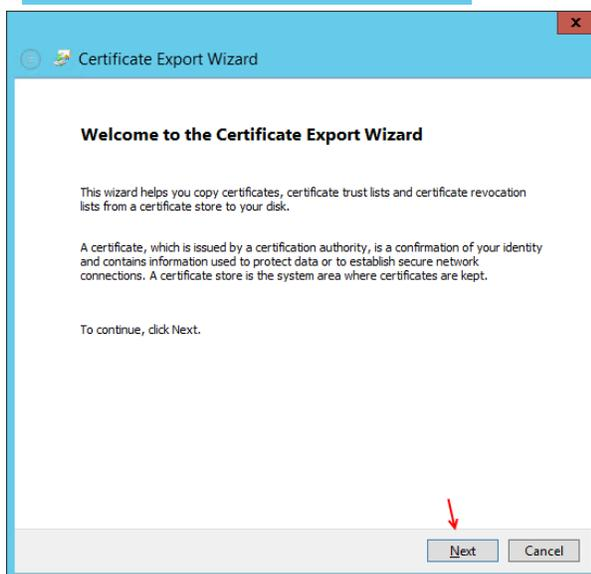 x
Certificate Export Wizard
Welcome to the Certificate Export Wizard
This wizard helps you copy certificates, certificate trust lists and certificate revocation
lists from a certificate store to your disk.
A certificate, which is issued by a certification authority, is a confirmation of your identity
and contains information used to protect data or to establish secure network
connections. A certificate store is the system area where certificates are kept.
To continue, click Next.
Next Cancel